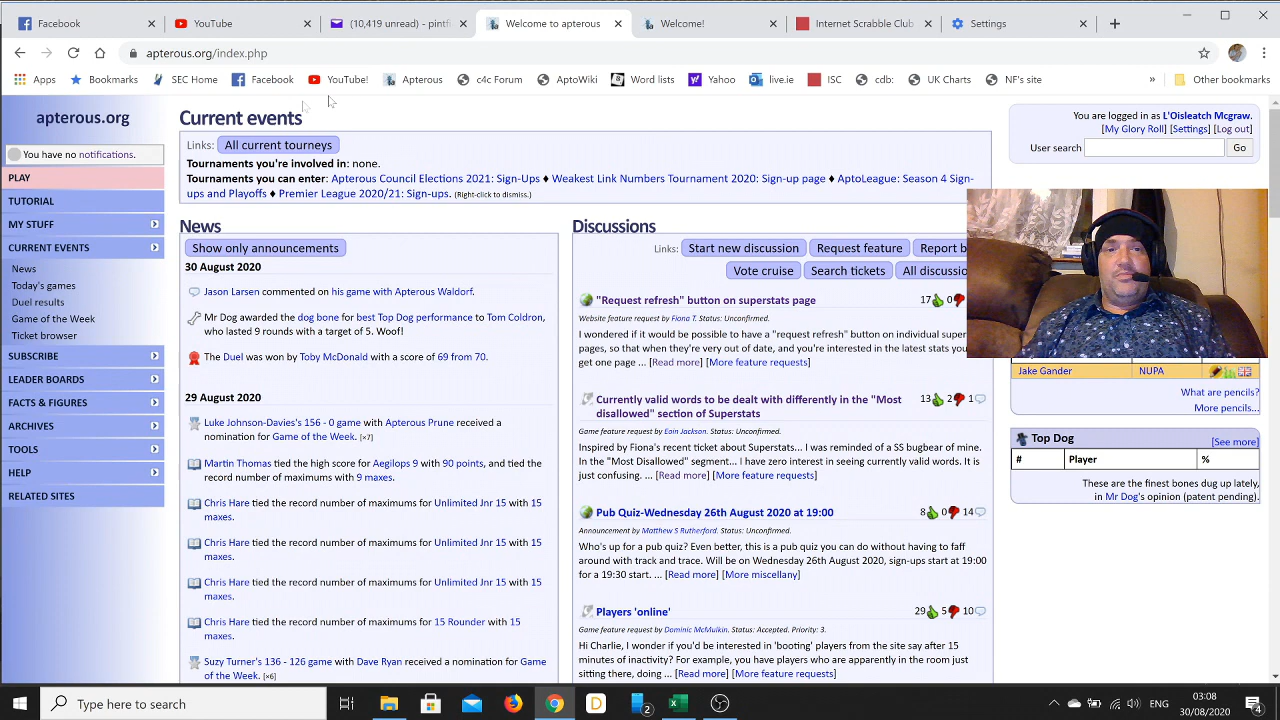 Facebook
YouTube
(10,419 unread) - pintf
Welcome to apterous
Welcome!
Internet Scrabble Club
Settings
apterous.org/index.php
Apps
Bookmarks
SEC Home
Facebook
YouTube!
Apterous
c4c Forum
AptoWiki
Word lists
Yahoo
live.ie
ISC
cdb:
UK Charts
NF's site
»
Other bookmarks
apterous.org
You have no notifications.
PLAY
TUTORIAL
MY STUFF
CURRENT EVENTS
News
Today's games
Duel results
Game of the Week
Ticket browser
SUBSCRIBE
LEADER BOARDS
FACTS & FIGURES
ARCHIVES
TOOLS
HELP
RELATED SITES
Current events
Links: All current tourneys
Tournaments you're involved in: none.
Tournaments you can enter: Apterous Council Elections 2021: Sign-Ups ♦ Weakest Link Numbers Tournament 2020: Sign-up page ♦ AptoLeague: Season 4 Sign-
ups and Playoffs ♦ Premier League 2020/21: Sign-ups. (Right-click to dismiss.)
News
Show only announcements
30 August 2020
Jason Larsen commented on his game with Apterous Waldorf.
Mr Dog awarded the dog bone for best Top Dog performance to Tom Coldron,
who lasted 9 rounds with a target of 5. Woof!
The Duel was won by Toby McDonald with a score of 69 from 70.
29 August 2020
Luke Johnson-Davies's 156 - 0 game with Apterous Prune received a
nomination for Game of the Week. [×7]
Martin Thomas tied the high score for Aegilops 9 with 90 points, and tied the
record number of maximums with 9 maxes.
Chris Hare tied the record number of maximums for Unlimited Jnr 15 with 15
maxes.
Chris Hare tied the record number of maximums for Unlimited Jnr 15 with 15
maxes.
Chris Hare tied the record number of maximums for Unlimited Jnr 15 with 15
maxes.
Chris Hare tied the record number of maximums for 15 Rounder with 15
maxes.
Suzy Turner's 136 - 126 game with Dave Ryan received a nomination for Game
of the Week. [×6]
Discussions
Links: Start new discussion Request feature Report b
Vote cruise Search tickets All discussio
"Request refresh" button on superstats page
17 0
Website feature request by Fiona T. Status: Unconfirmed.
I wondered if it would be possible to have a "request refresh" button on individual super
pages, so that when they're very out of date, and you're interested in the latest stats you
get one page ... [Read more] [More feature requests]
Currently valid words to be dealt with differently in the "Most
disallowed" section of Superstats
13 2 1
Game feature request by Eoin Jackson. Status: Unconfirmed.
Inspired by Fiona's recent ticket about Superstats... I was reminded of a SS bugbear of mine.
In the "Most Disallowed" segment... I have zero interest in seeing currently valid words. It is
just confusing. ... [Read more] [More feature requests]
Pub Quiz-Wednesday 26th August 2020 at 19:00
8 0 14
Announcement by Matthew S Rutherford. Status: Unconfirmed.
Who's up for a pub quiz? Even better, this is a pub quiz you can do without having to faff
around with track and trace. Will be on Wednesday 26th August 2020, sign-ups start at 19:00
for a 19:30 start. ... [Read more] [More miscellany]
Players 'online'
29 5 10
Game feature request by Dominic McMulkin. Status: Accepted. Priority: 3.
Hi Charlie, I wonder if you'd be interested in 'booting' players from the site say after 15
minutes of inactivity? For example, you have players who are apparently in the room just
sitting there, doing ... [Read more] [More feature requests]
You are logged in as L'Oisleatch Mcgraw.
[My Glory Roll] [Settings] [Log out]
User search
Go
Jake Gander NUPA
What are pencils?
More pencils...
Top Dog
[See more]
# Player %
These are the finest bones dug up lately,
in Mr Dog's opinion (patent pending).
Type here to search
2
ENG
03:08
30/08/2020
4